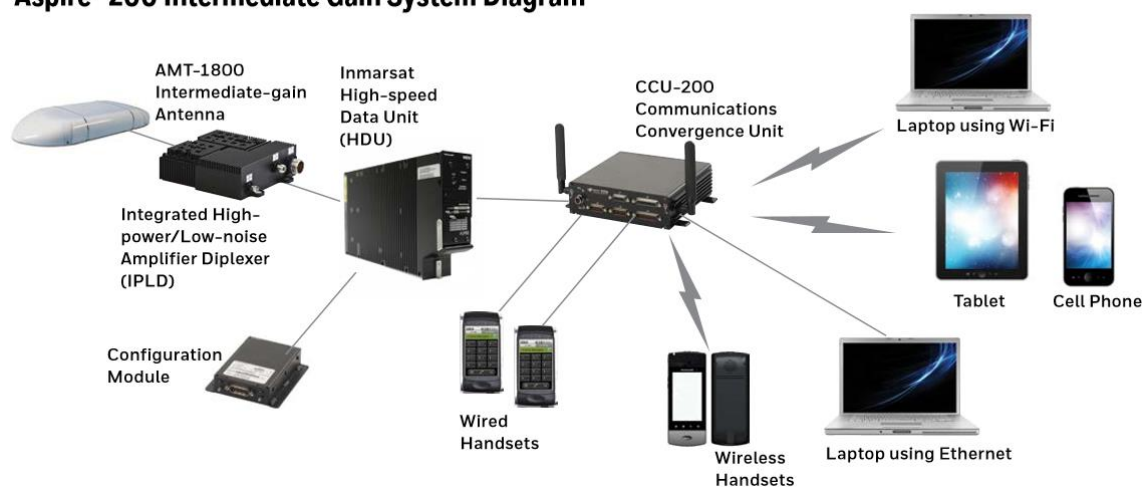 Aspire 200 Intermediate Gain System Diagram
AMT-1800
Intermediate-gain
Antenna
Inmarsat
High-speed
Data Unit
(HDU)
CCU-200
Communications
Convergence Unit
Laptop using Wi-Fi
Integrated High-
power/Low-noise
Amplifier Diplexer
(IPLD)
Tablet
Cell Phone
Configuration
Module
Wired
Handsets
Wireless
Handsets
Laptop using Ethernet